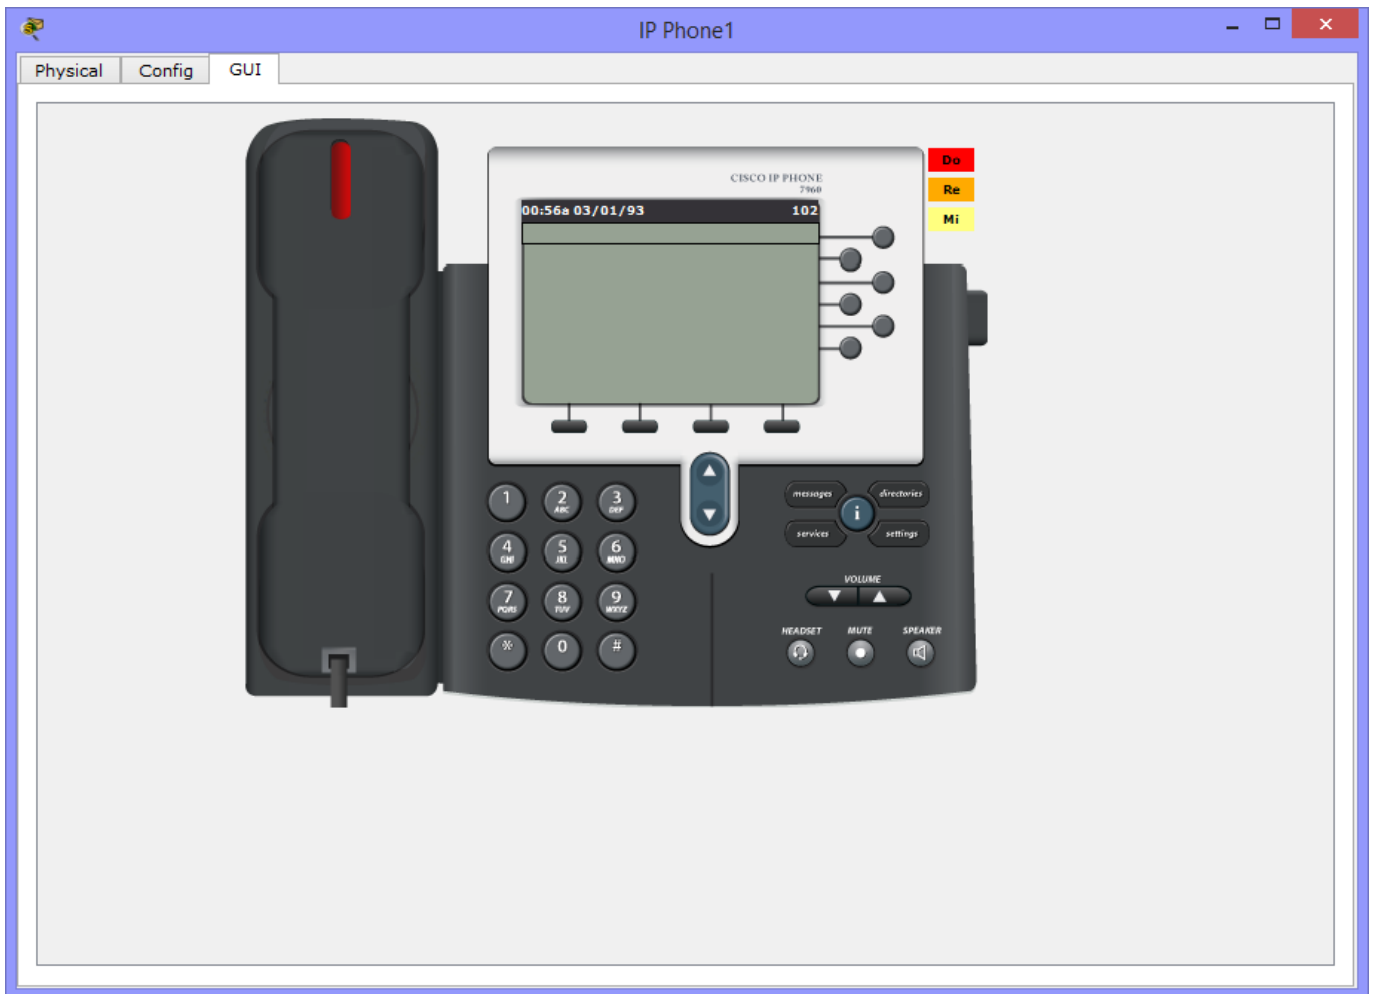 IP Phone1
Physical Config GUI
CISCO IP PHONE
7960
Do
Re
Mi
00:56a 03/01/93 102
1 2 3
ABC DEF
4 5 6
GHI JKL MNO
7 8 9
PQRS TUV WXYZ
* 0 #
messages directories
i
services settings
VOLUME
HEADSET MUTE SPEAKER